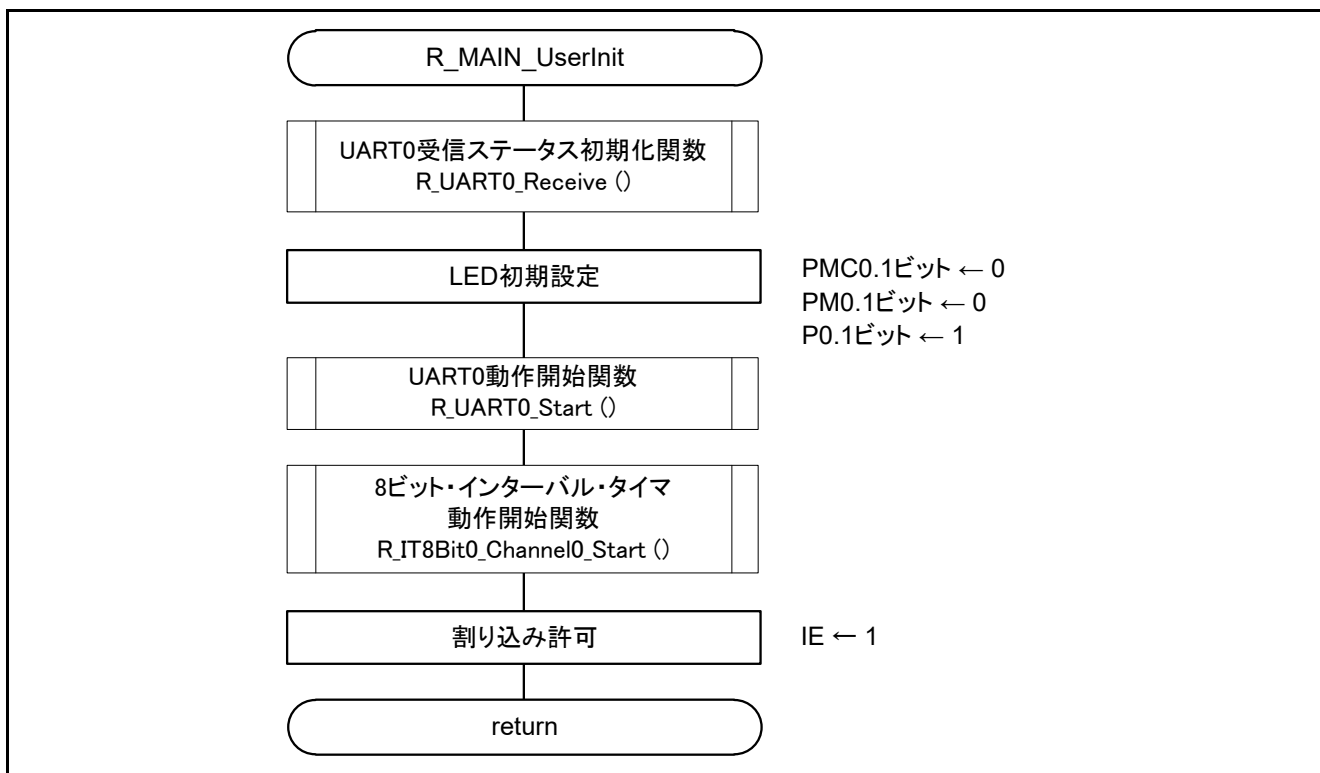 R_MAIN_UserInit
UART0受信ステータス初期化関数
R_UART0_Receive ()
LED初期設定
PMC0.1ビット ← 0
PM0.1ビット ← 0
P0.1ビット ← 1
UART0動作開始関数
R_UART0_Start ()
8ビット・インターバル・タイマ
動作開始関数
R_IT8Bit0_Channel0_Start ()
割り込み許可
IE ← 1
return